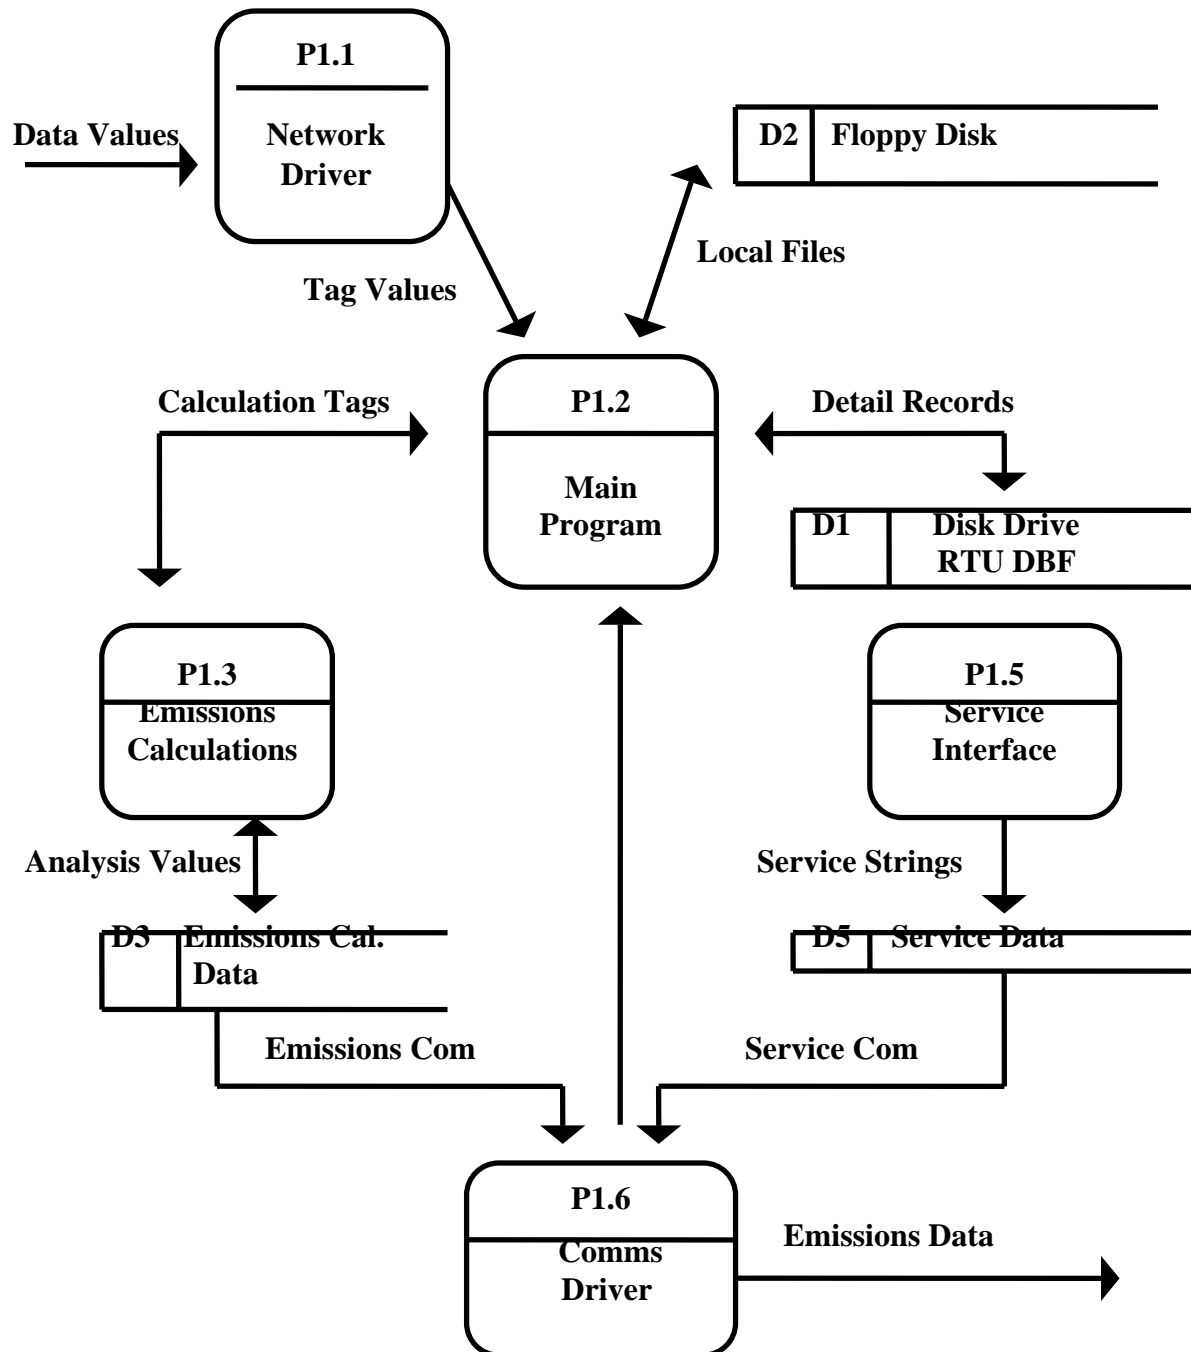 P1.1
Data Values
Network
Driver
D2 Floppy Disk
Local Files
Tag Values
Calculation Tags
P1.2
Detail Records
Main
Program
D1 Disk Drive
RTU DBF
P1.3
Emissions
Calculations
P1.5
Service
Interface
Analysis Values
Service Strings
D3 Emissions Cal.
Data
D5 Service Data
Emissions Com
Service Com
P1.6
Comms
Driver
Emissions Data